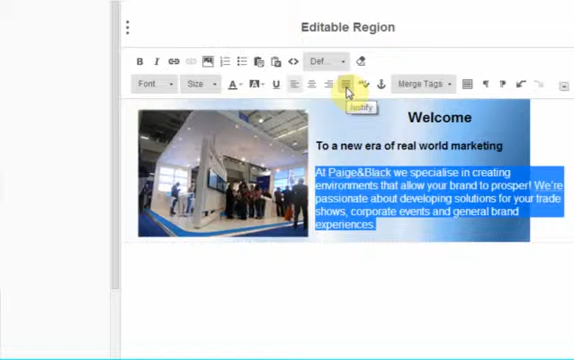 Editable Region
B I Def...
Font... Size A A U Merge Tags
Justify
Welcome
To a new era of real world marketing
At Paige&Black we specialise in creating
environments that allow your brand to prosper! We're
passionate about developing solutions for your trade
shows, corporate events and general brand
experiences.